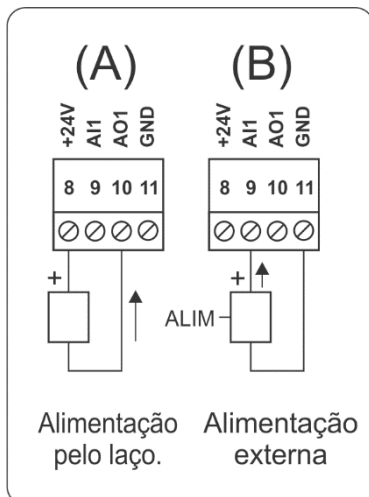 (A) (B)
+24V AI1 AO1 GND +24V AI1 AO1 GND
8 9 10 11 8 9 10 11
+ +
ALIM
Alimentação Alimentação
pelo laço. externa